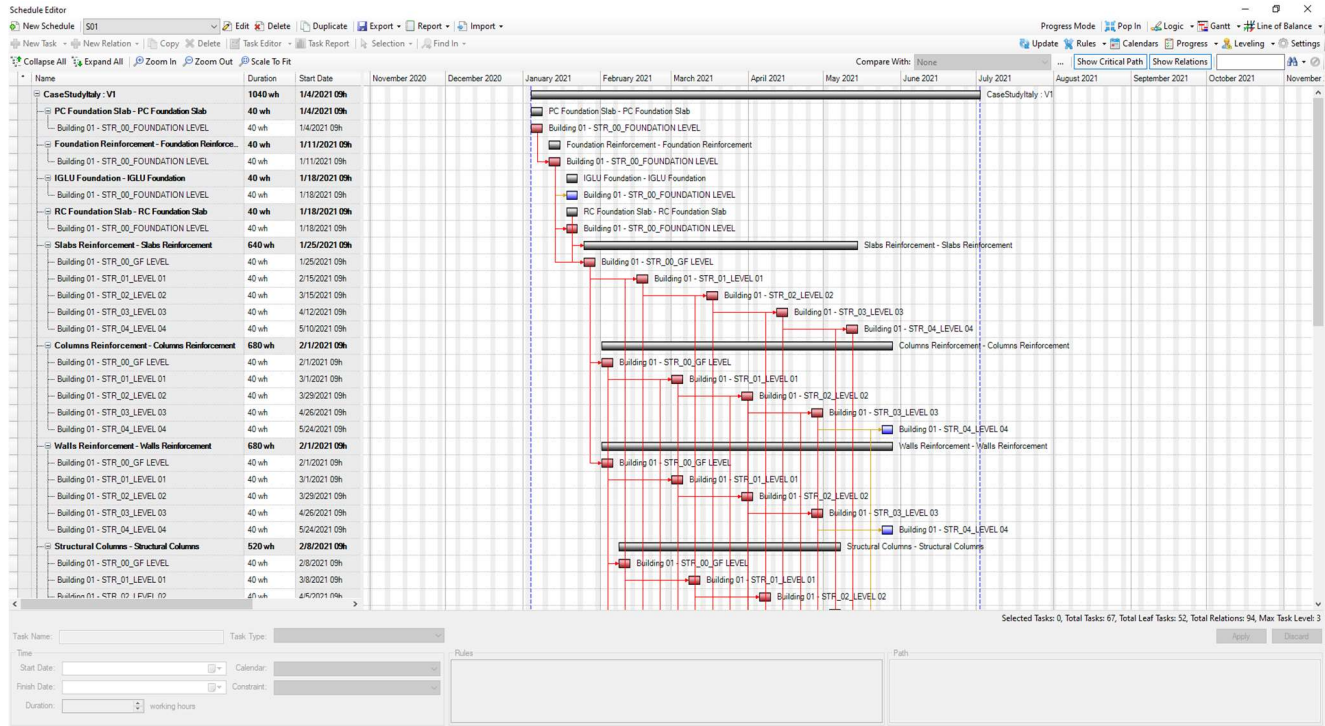 Schedule Editor
New Schedule S01 Edit Delete Duplicate Export Report Import Progress Mode Pop In Logic Gantt Line of Balance
New Task New Relation Copy Delete Task Editor Task Report Selection Find In Update Rules Calendars Progress Leveling Settings
Collapse All Expand All Zoom In Zoom Out Scale To Fit Compare With: None ... Show Critical Path Show Relations
* Name Duration Start Date November 2020 December 2020 January 2021 February 2021 March 2021 April 2021 May 2021 June 2021 July 2021 August 2021 September 2021 October 2021 November
CaseStudyItaly : V1 1040 wh 1/4/2021 09h CaseStudyItaly : V1
PC Foundation Slab - PC Foundation Slab 40 wh 1/4/2021 09h PC Foundation Slab - PC Foundation Slab
Building 01 - STR_00_FOUNDATION LEVEL 40 wh 1/4/2021 09h Building 01 - STR_00_FOUNDATION LEVEL
Foundation Reinforcement - Foundation Reinforce... 40 wh 1/11/2021 09h Foundation Reinforcement - Foundation Reinforcement
Building 01 - STR_00_FOUNDATION LEVEL 40 wh 1/11/2021 09h Building 01 - STR_00_FOUNDATION LEVEL
IGLU Foundation - IGLU Foundation 40 wh 1/18/2021 09h IGLU Foundation - IGLU Foundation
Building 01 - STR_00_FOUNDATION LEVEL 40 wh 1/18/2021 09h Building 01 - STR_00_FOUNDATION LEVEL
RC Foundation Slab - RC Foundation Slab 40 wh 1/18/2021 09h RC Foundation Slab - RC Foundation Slab
Building 01 - STR_00_FOUNDATION LEVEL 40 wh 1/18/2021 09h Building 01 - STR_00_FOUNDATION LEVEL
Slabs Reinforcement - Slabs Reinforcement 640 wh 1/25/2021 09h Slabs Reinforcement - Slabs Reinforcement
Building 01 - STR_00_GF LEVEL 40 wh 1/25/2021 09h Building 01 - STR_00_GF LEVEL
Building 01 - STR_01_LEVEL 01 40 wh 2/15/2021 09h Building 01 - STR_01_LEVEL 01
Building 01 - STR_02_LEVEL 02 40 wh 3/15/2021 09h Building 01 - STR_02_LEVEL 02
Building 01 - STR_03_LEVEL 03 40 wh 4/12/2021 09h Building 01 - STR_03_LEVEL 03
Building 01 - STR_04_LEVEL 04 40 wh 5/10/2021 09h Building 01 - STR_04_LEVEL 04
Columns Reinforcement - Columns Reinforcement 680 wh 2/1/2021 09h Columns Reinforcement - Columns Reinforcement
Building 01 - STR_00_GF LEVEL 40 wh 2/1/2021 09h Building 01 - STR_00_GF LEVEL
Building 01 - STR_01_LEVEL 01 40 wh 3/1/2021 09h Building 01 - STR_01_LEVEL 01
Building 01 - STR_02_LEVEL 02 40 wh 3/29/2021 09h Building 01 - STR_02_LEVEL 02
Building 01 - STR_03_LEVEL 03 40 wh 4/26/2021 09h Building 01 - STR_03_LEVEL 03
Building 01 - STR_04_LEVEL 04 40 wh 5/24/2021 09h Building 01 - STR_04_LEVEL 04
Walls Reinforcement - Walls Reinforcement 680 wh 2/1/2021 09h Walls Reinforcement - Walls Reinforcement
Building 01 - STR_00_GF LEVEL 40 wh 2/1/2021 09h Building 01 - STR_00_GF LEVEL
Building 01 - STR_01_LEVEL 01 40 wh 3/1/2021 09h Building 01 - STR_01_LEVEL 01
Building 01 - STR_02_LEVEL 02 40 wh 3/29/2021 09h Building 01 - STR_02_LEVEL 02
Building 01 - STR_03_LEVEL 03 40 wh 4/26/2021 09h Building 01 - STR_03_LEVEL 03
Building 01 - STR_04_LEVEL 04 40 wh 5/24/2021 09h Building 01 - STR_04_LEVEL 04
Structural Columns - Structural Columns 520 wh 2/8/2021 09h Structural Columns - Structural Columns
Building 01 - STR_00_GF LEVEL 40 wh 2/8/2021 09h Building 01 - STR_00_GF LEVEL
Building 01 - STR_01_LEVEL 01 40 wh 3/8/2021 09h Building 01 - STR_01_LEVEL 01
Building 01 - STR_02_LEVEL 02 40 wh 4/5/2021 09h Building 01 - STR_02_LEVEL 02
Selected Tasks: 0, Total Tasks: 67, Total Leaf Tasks: 52, Total Relations: 94, Max Task Level: 3
Task Name: Task Type: Apply Discard
Time Rules Path
Start Date: Calendar:
Finish Date: Constraint:
Duration: working hours